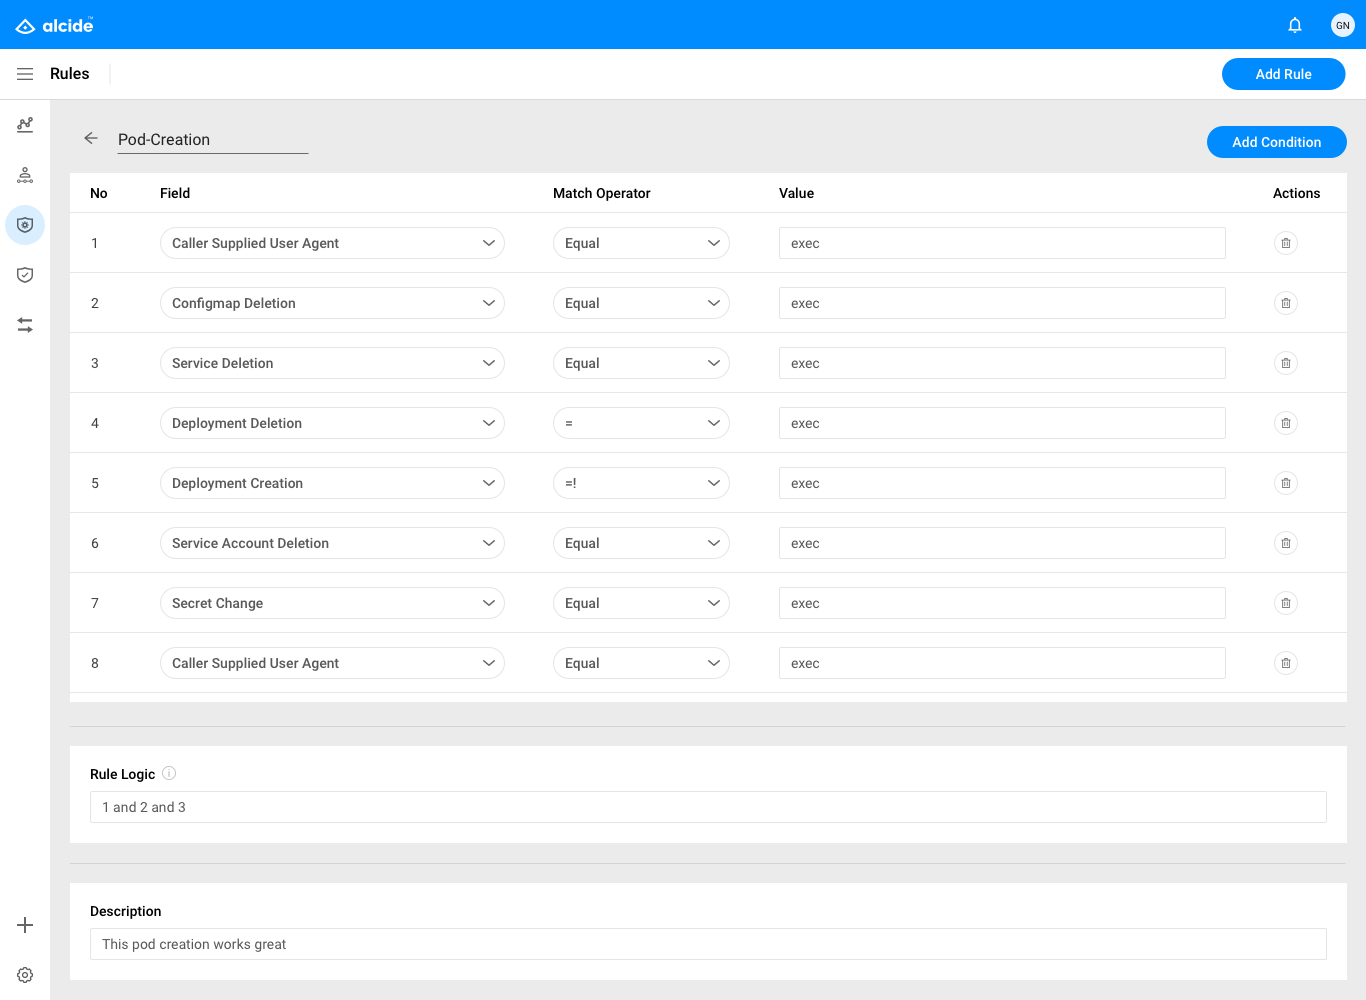 alcide™
GN
Rules
Add Rule
Pod-Creation
Add Condition
No Field Match Operator Value Actions
1 Caller Supplied User Agent Equal exec
2 Configmap Deletion Equal exec
3 Service Deletion Equal exec
4 Deployment Deletion = exec
5 Deployment Creation =! exec
6 Service Account Deletion Equal exec
7 Secret Change Equal exec
8 Caller Supplied User Agent Equal exec
Rule Logic
1 and 2 and 3
Description
This pod creation works great